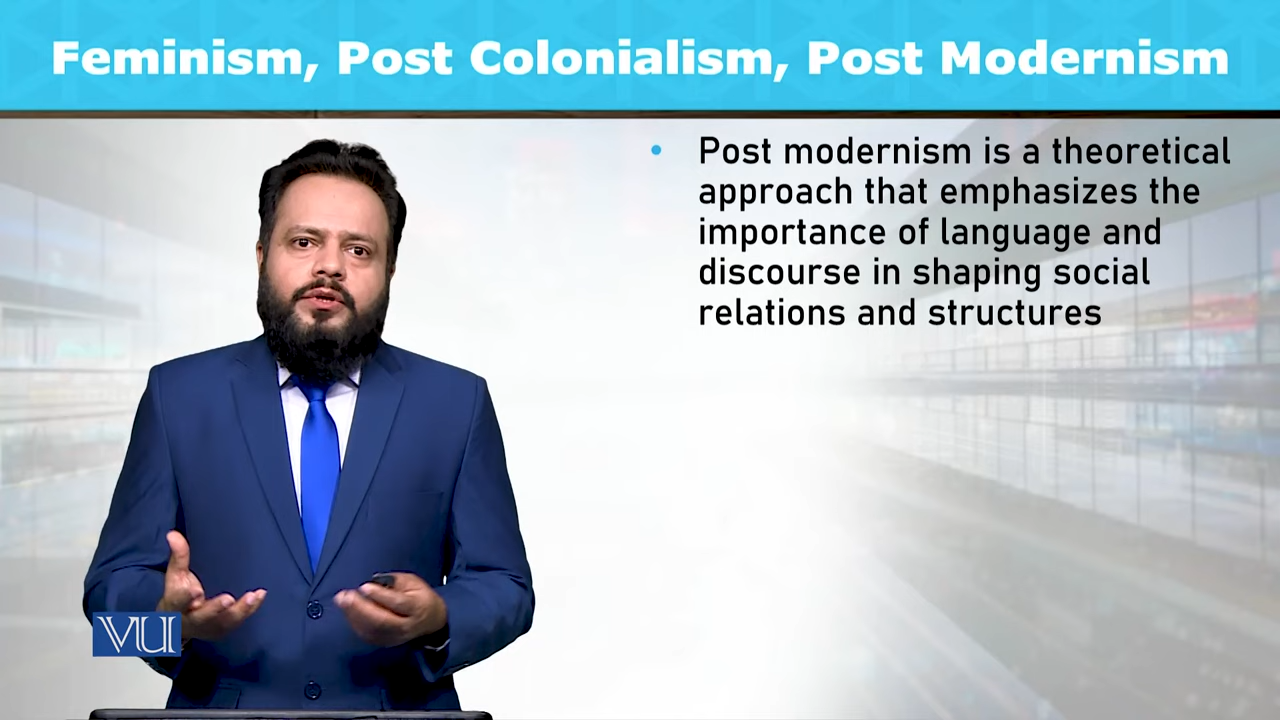 Feminism, Post Colonialism, Post Modernism
• Post modernism is a theoretical
approach that emphasizes the
importance of language and
discourse in shaping social
relations and structures
VU